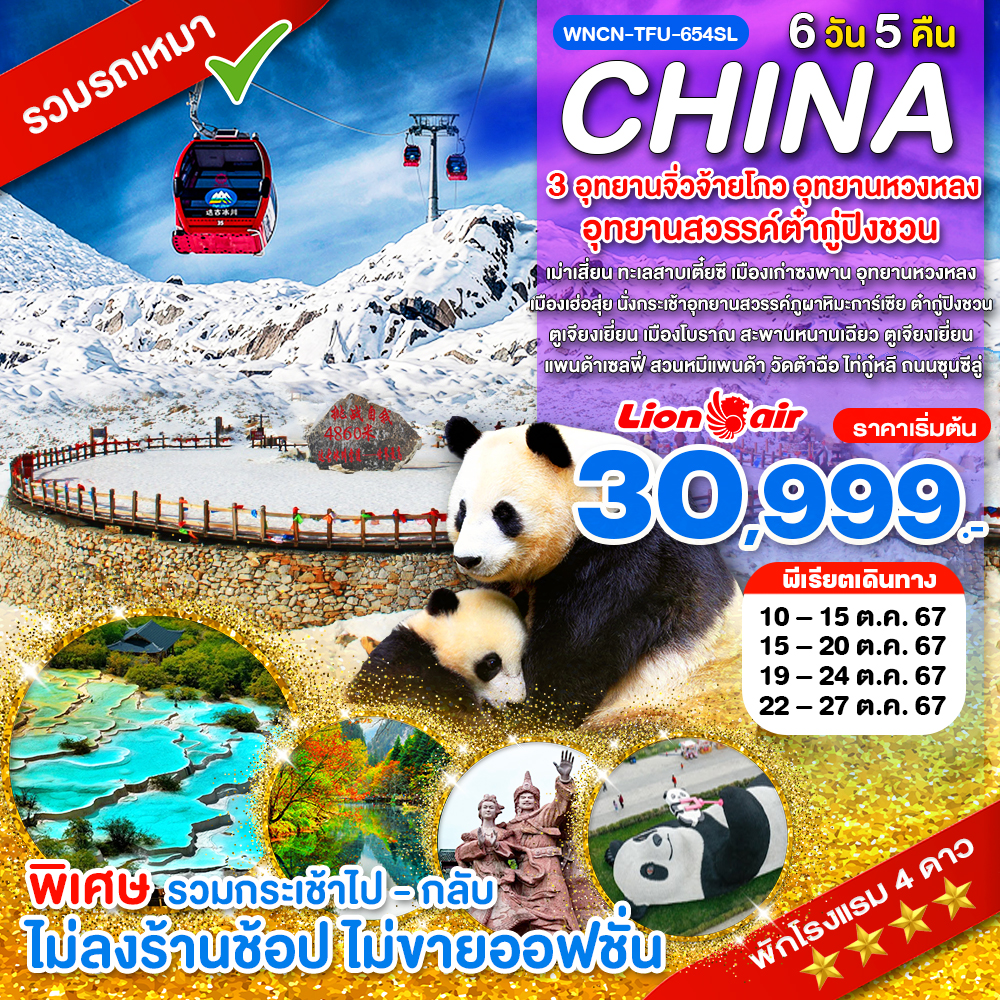 รวมรถเหมา
WNCN-TFU-654SL
6 วัน 5 คืน
CHINA
3 อุทยานจิ่วจ้ายโกว อุทยานหวงหลง
อุทยานสวรรค์ต๋ากู่ปิงชวน
เม่าเสี่ยน ทะเลสาบเตี๋ยซี เมืองเก่าซงพาน อุทยานหวงหลง
เมืองเฮ่อสุ่ย นั่งกระเช้าอุทยานสวรรค์ภูผาหิมะการ์เซีย ต๋ากู่ปิงชวน
ตูเจียงเยี่ยน เมืองโบราณ สะพานหนานเฉียว ตูเจียงเยี่ยน
แพนด้าเซลฟี่ สวนหมีแพนด้า วัดต้าฉือ ไท่กู๋หลี ถนนชุนซีลู่
Lion air
ราคาเริ่มต้น
30,999.-
พีเรียตเดินทาง
10 – 15 ต.ค. 67
15 – 20 ต.ค. 67
19 – 24 ต.ค. 67
22 – 27 ต.ค. 67
达古冰川
35
挑战自我
4860米
พิเศษ รวมกระเช้าไป - กลับ
ไม่ลงร้านช้อป ไม่ขายออฟชั่น
พักโรงแรม 4 ดาว